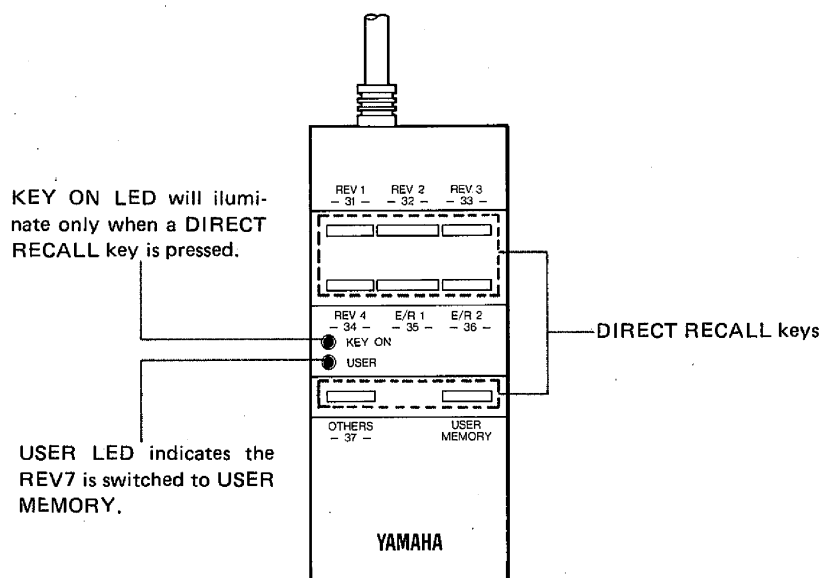 REV 1 REV 2 REV 3
– 31 – – 32 – – 33 –
KEY ON LED will ilumi-
nate only when a DIRECT
RECALL key is pressed.
DIRECT RECALL keys
REV 4 E/R 1 E/R 2
– 34 – – 35 – – 36 –
KEY ON
USER
OTHERS USER
– 37 – MEMORY
USER LED indicates the
REV7 is switched to USER
MEMORY.
YAMAHA